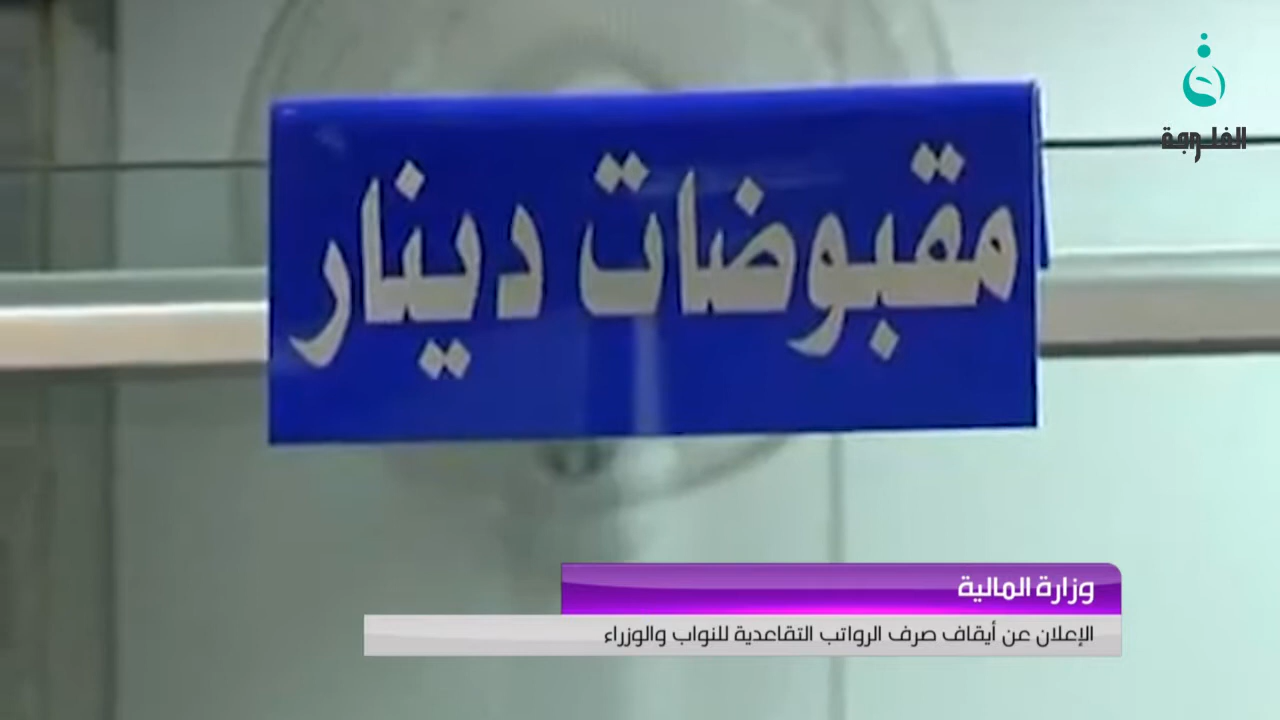 الفلوجة
مقبوضات دينار
وزارة المالية
الإعلان عن أيقاف صرف الرواتب التقاعدية للنواب والوزراء